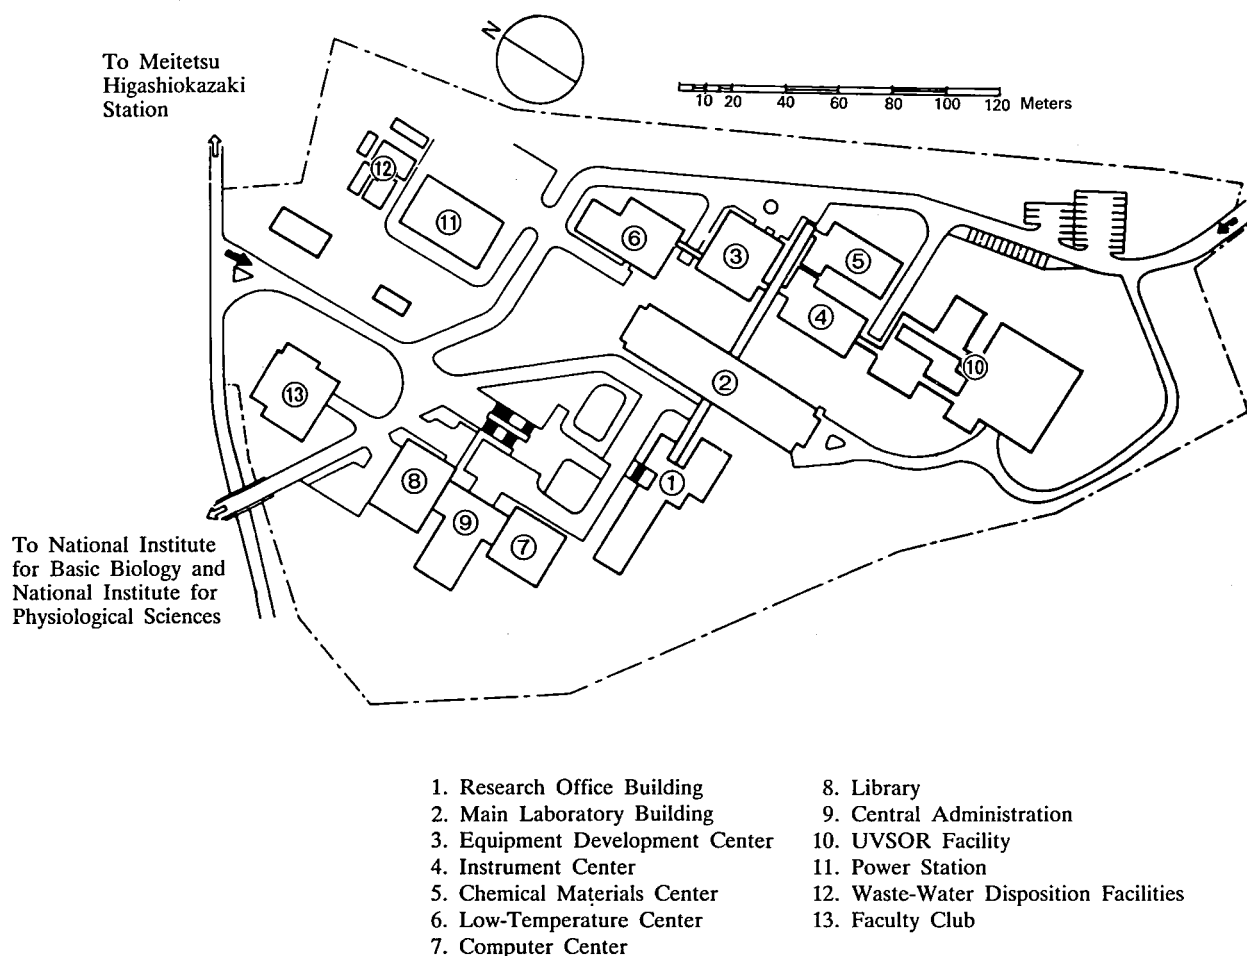 To Meitetsu
Higashiokazaki
Station
N
10 20 40 60 80 100 120 Meters
12
11
6
3
5
4
10
2
13
1
8
9
7
To National Institute
for Basic Biology and
National Institute for
Physiological Sciences
1. Research Office Building
2. Main Laboratory Building
3. Equipment Development Center
4. Instrument Center
5. Chemical Materials Center
6. Low-Temperature Center
7. Computer Center
8. Library
9. Central Administration
10. UVSOR Facility
11. Power Station
12. Waste-Water Disposition Facilities
13. Faculty Club